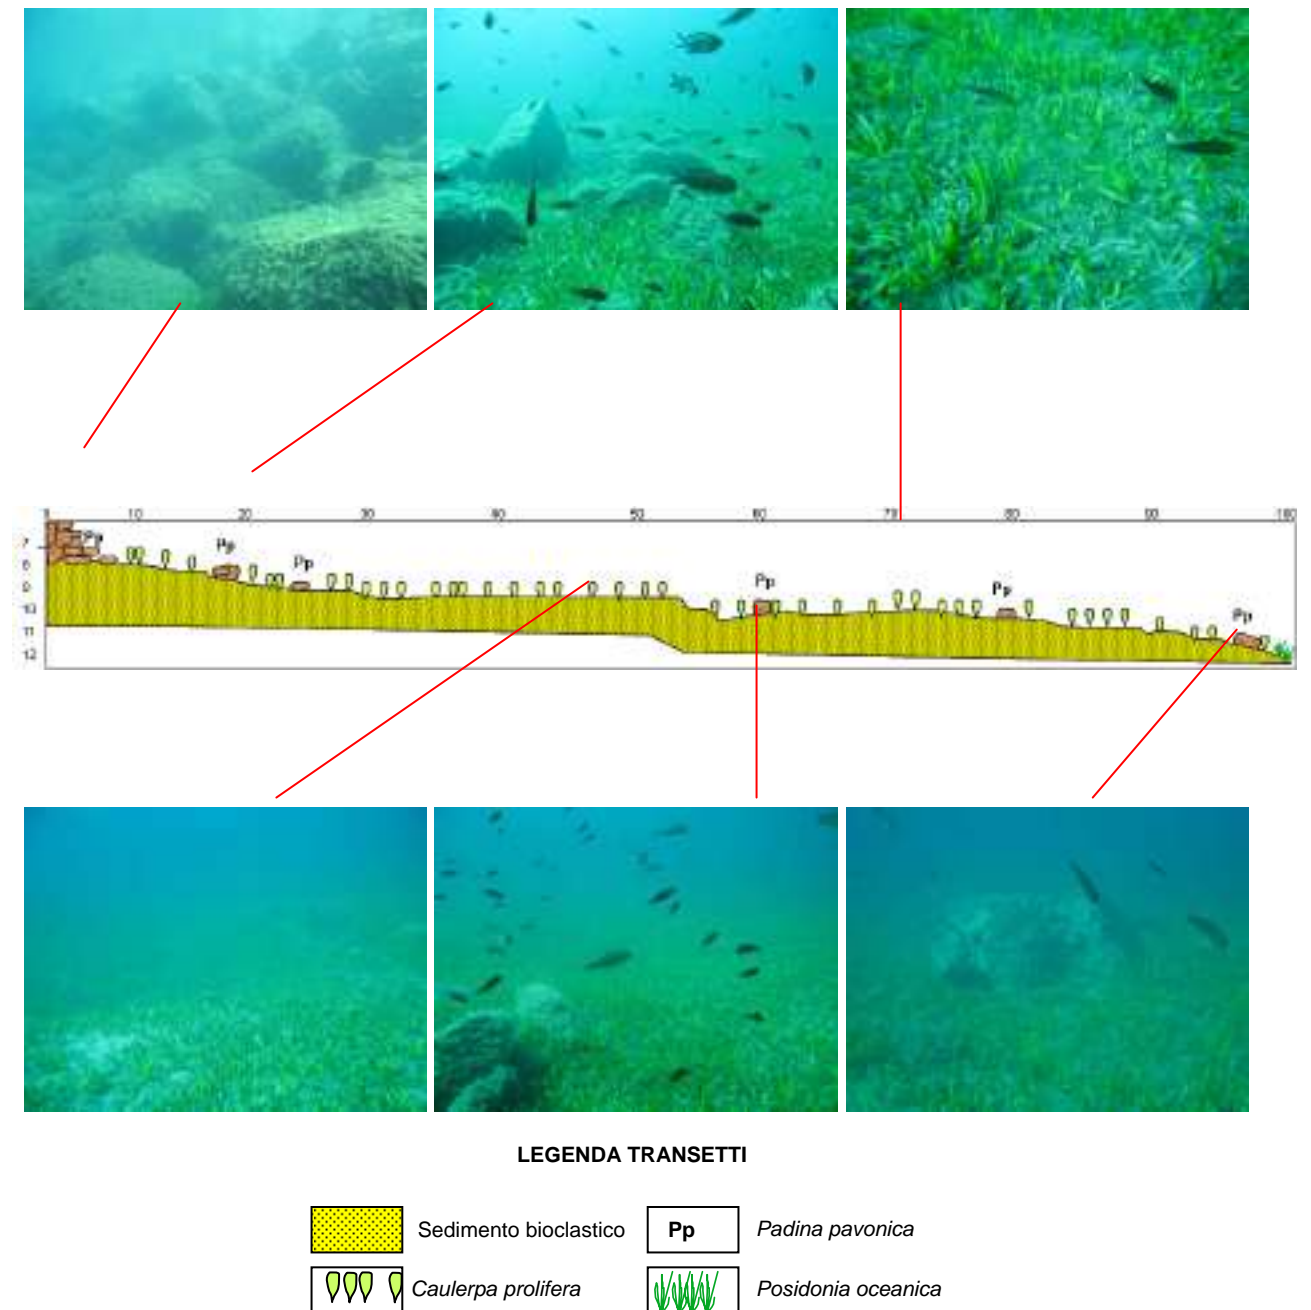 10 20 30 40 50 60 70 80 90 100
7
8
9
10
11
12
Pp
Pp
Pp
Pp
Pp
Pp
LEGENDA TRANSETTI
Sedimento bioclastico
Pp
Padina pavonica
Caulerpa prolifera
Posidonia oceanica